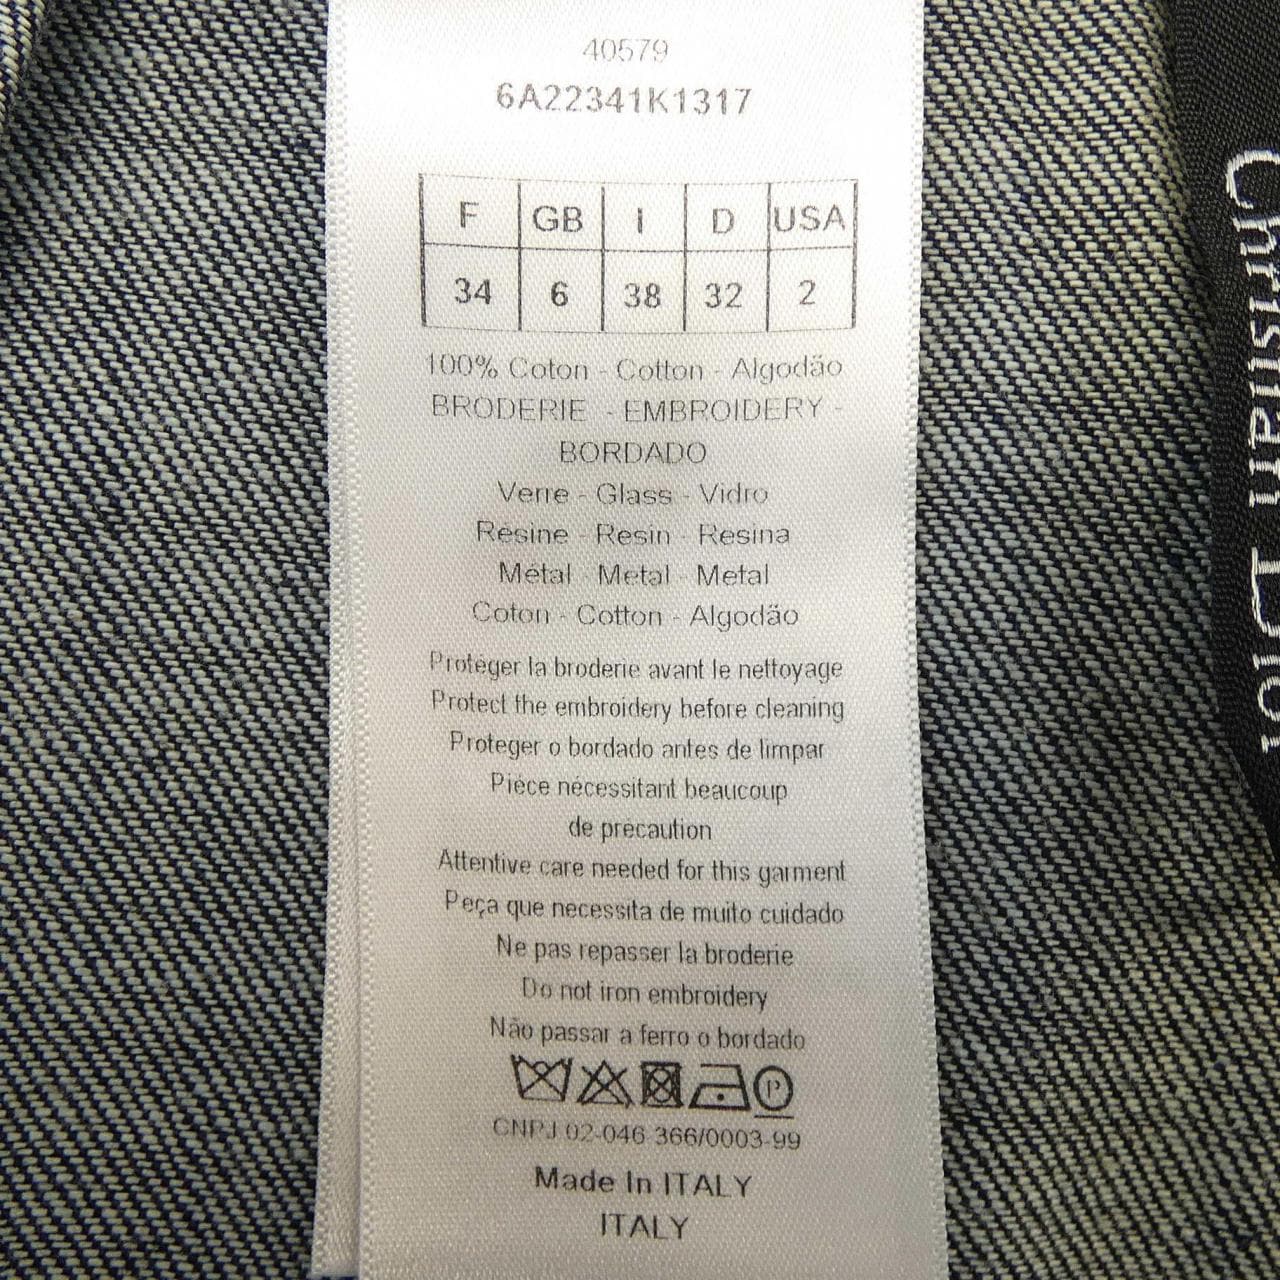 40579
6A22341K1317
F GB I D USA
34 6 38 32 2
100% Coton - Cotton - Algodão
BRODERIE - EMBROIDERY -
BORDADO
Verre - Glass - Vidro
Résine - Resin - Resina
Métal - Metal - Metal
Coton - Cotton - Algodão
Protéger la broderie avant le nettoyage
Protect the embroidery before cleaning
Proteger o bordado antes de limpar
Pièce nécessitant beaucoup
de précaution
Attentive care needed for this garment
Peça que necessita de muito cuidado
Ne pas repasser la broderie
Do not iron embroidery
Não passar a ferro o bordado
P
CNPJ 02-046 366/0003-99
Made In ITALY
ITALY
Christian Dior